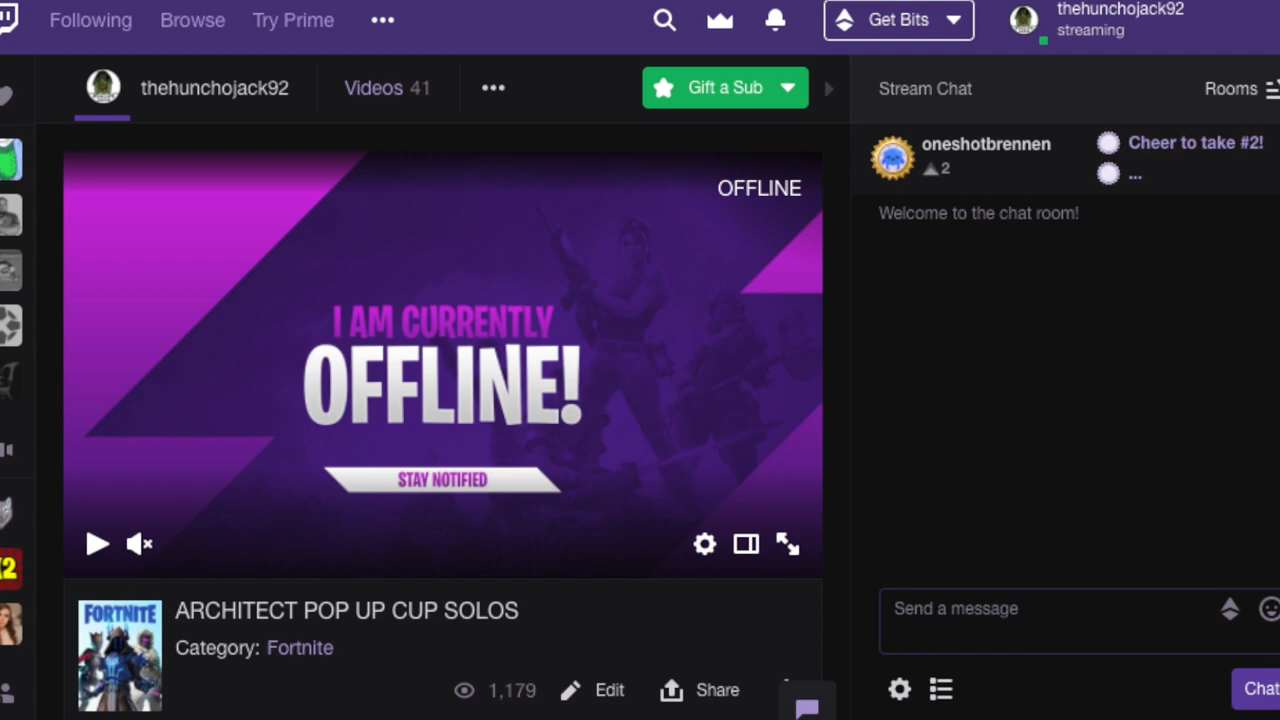 Following Browse Try Prime
Get Bits
thehunchojack92
streaming
thehunchojack92 Videos 41
Gift a Sub
Stream Chat Rooms
oneshotbrennen
2
Cheer to take #2!
...
Welcome to the chat room!
OFFLINE
I AM CURRENTLY
OFFLINE!
STAY NOTIFIED
FORTNITE
ARCHITECT POP UP CUP SOLOS
Category: Fortnite
1,179 Edit Share
Send a message
Chat